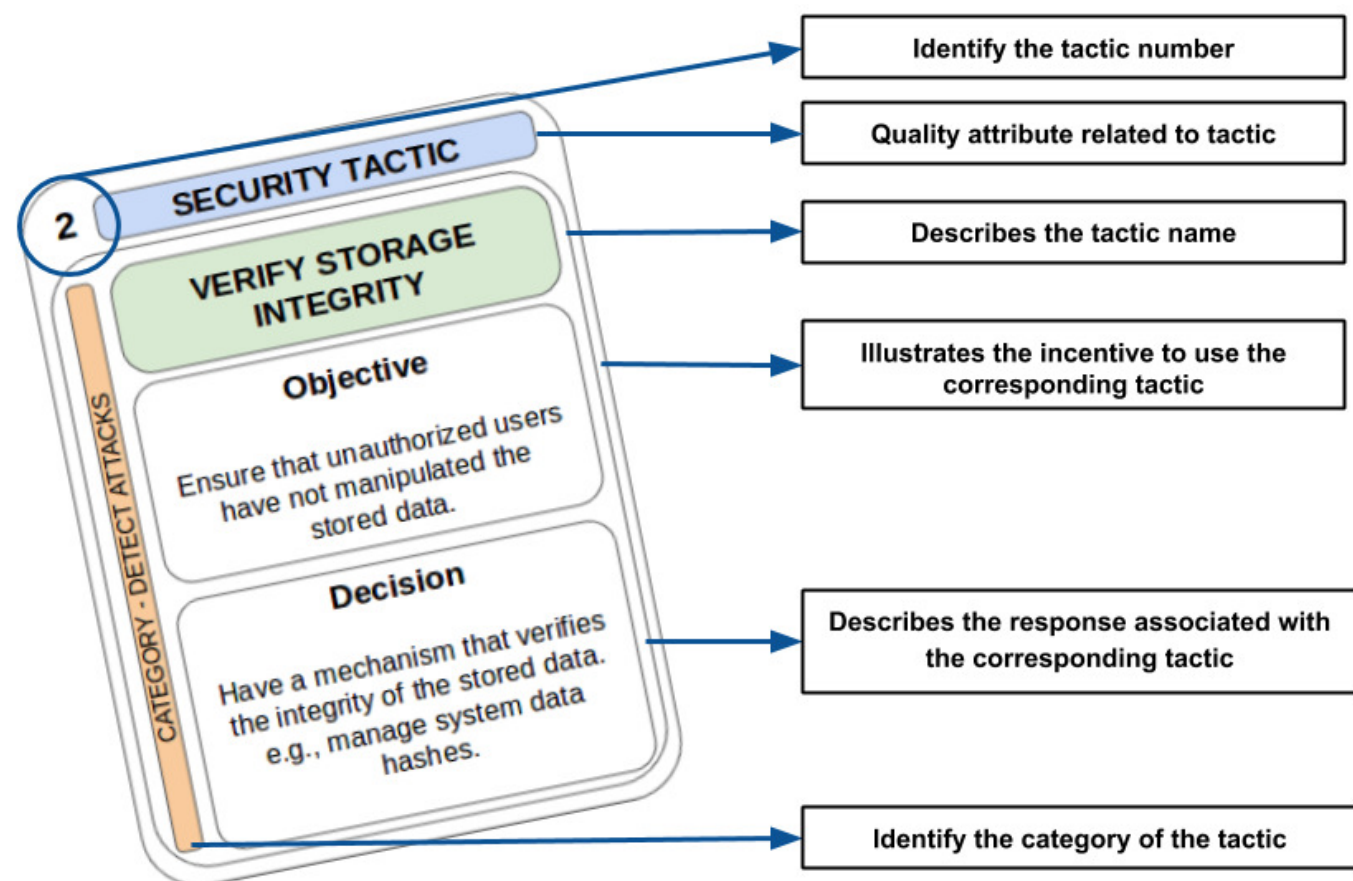 Identify the tactic number
Quality attribute related to tactic
Describes the tactic name
Illustrates the incentive to use the
corresponding tactic
Describes the response associated with
the corresponding tactic
Identify the category of the tactic
2
SECURITY TACTIC
VERIFY STORAGE
INTEGRITY
CATEGORY - DETECT ATTACKS
Objective
Ensure that unauthorized users
have not manipulated the
stored data.
Decision
Have a mechanism that verifies
the integrity of the stored data.
e.g., manage system data
hashes.